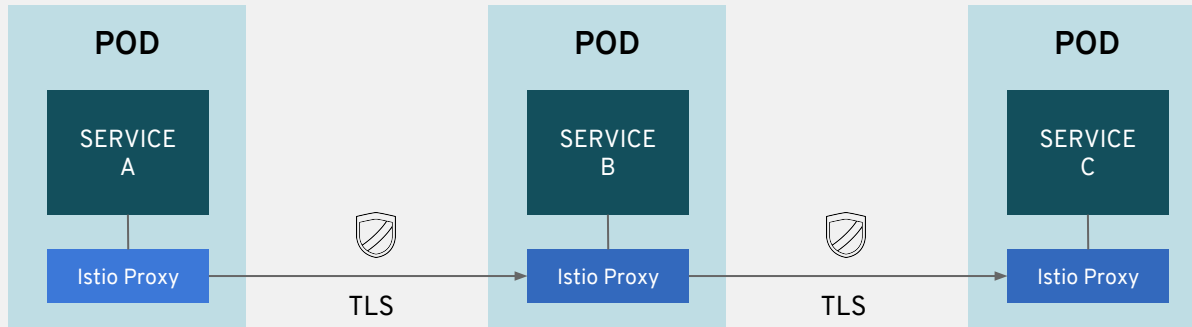 POD
SERVICE
A
Istio Proxy
TLS
POD
SERVICE
B
Istio Proxy
TLS
POD
SERVICE
C
Istio Proxy